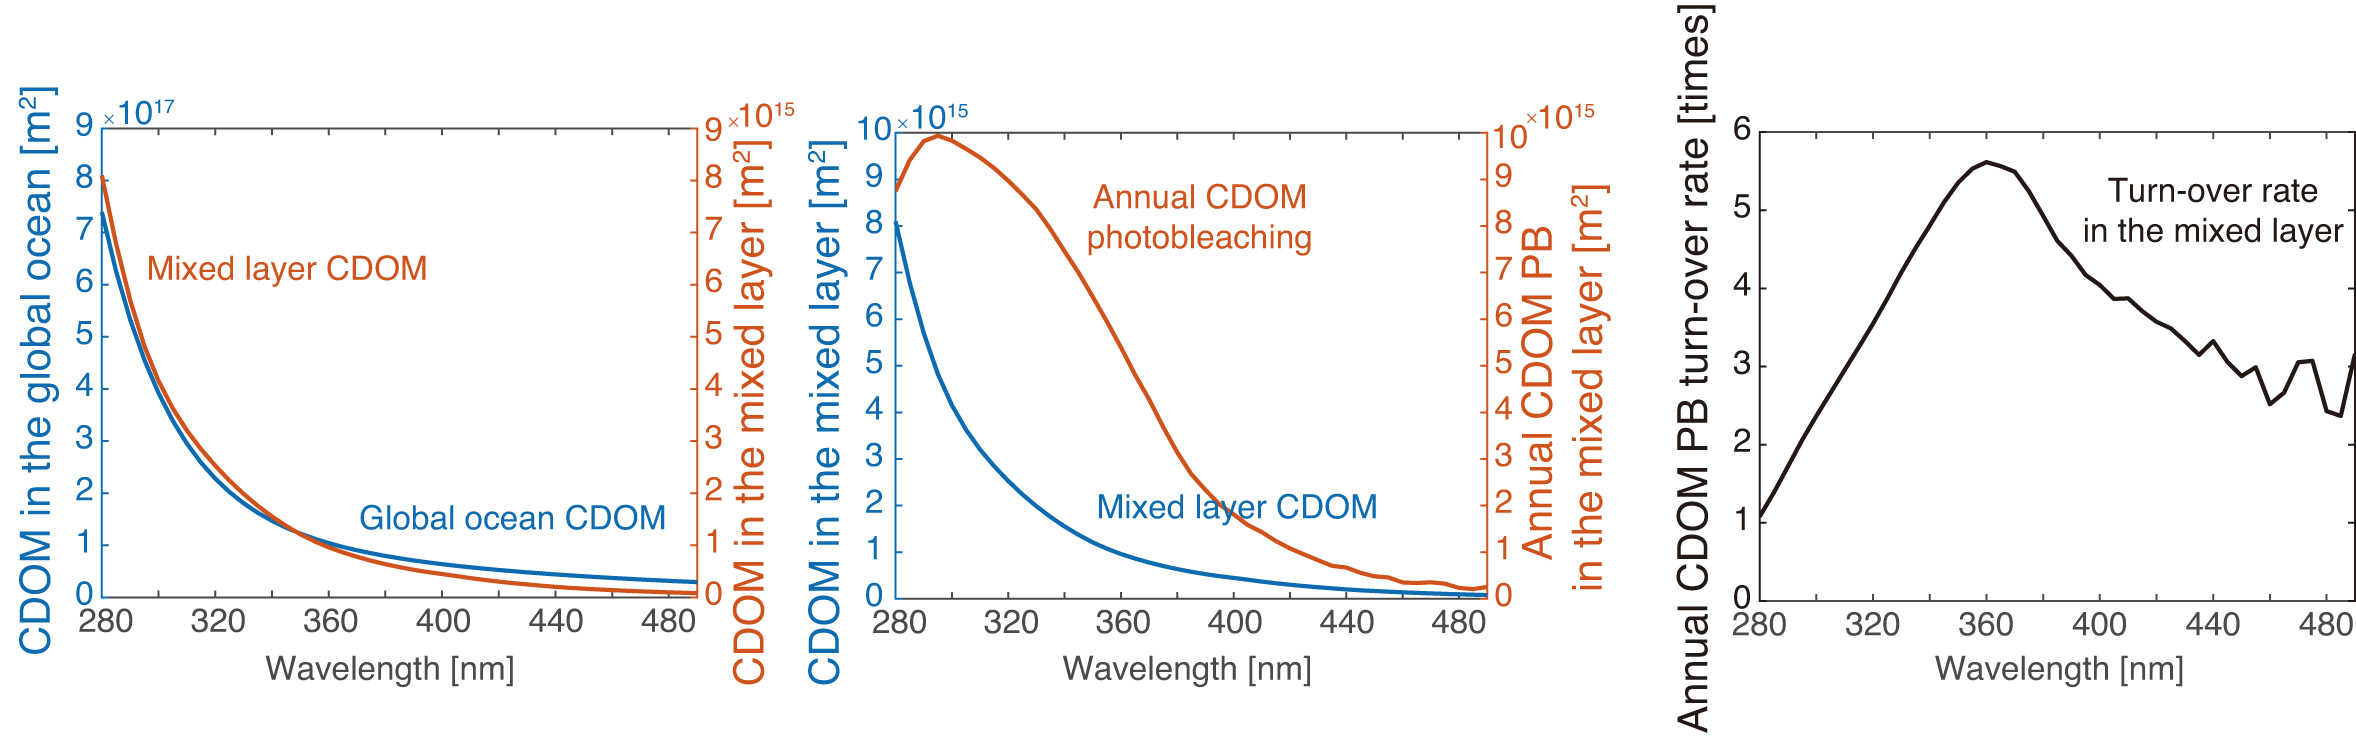 CDOM in the global ocean [m²]
9 ×10¹⁷
8
7
6
5
4
3
2
1
0
Mixed layer CDOM
Global ocean CDOM
9 ×10¹⁵
8
7
6
5
4
3
2
1
0
CDOM in the mixed layer [m²]
280 320 360 400 440 480
Wavelength [nm]
CDOM in the mixed layer [m²]
10 ×10¹⁵
9
8
7
6
5
4
3
2
1
0
Annual CDOM
photobleaching
Mixed layer CDOM
10 ×10¹⁵
9
8
7
6
5
4
3
2
1
0
Annual CDOM PB
in the mixed layer [m²]
280 320 360 400 440 480
Wavelength [nm]
Annual CDOM PB turn-over rate [times]
6
5
4
3
2
1
0
Turn-over rate
in the mixed layer
280 320 360 400 440 480
Wavelength [nm]